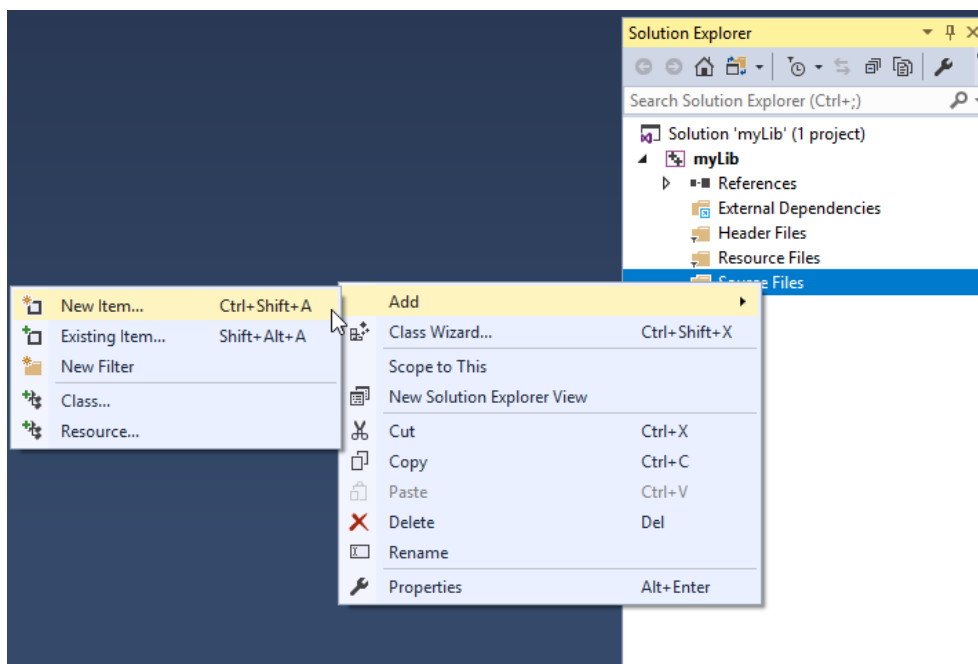 Solution Explorer
Search Solution Explorer (Ctrl+;)
Solution 'myLib' (1 project)
myLib
References
External Dependencies
Header Files
Resource Files
Source Files
Add
Class Wizard... Ctrl+Shift+X
Scope to This
New Solution Explorer View
Cut Ctrl+X
Copy Ctrl+C
Paste Ctrl+V
Delete Del
Rename
Properties Alt+Enter
New Item... Ctrl+Shift+A
Existing Item... Shift+Alt+A
New Filter
Class...
Resource...